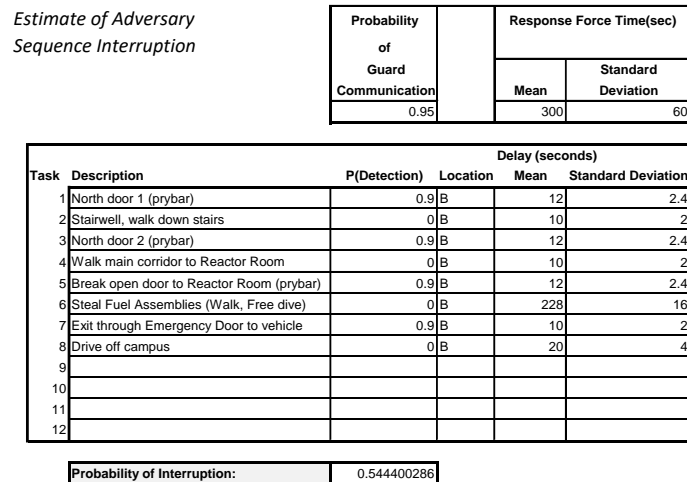 Estimate of Adversary
Sequence Interruption
Probability of Guard Communication
Response Force Time(sec)
Mean Standard Deviation
0.95 300 60
Delay (seconds)
Task Description P(Detection) Location Mean Standard Deviation
1 North door 1 (prybar) 0.9 B 12 2.4
2 Stairwell, walk down stairs 0 B 10 2
3 North door 2 (prybar) 0.9 B 12 2.4
4 Walk main corridor to Reactor Room 0 B 10 2
5 Break open door to Reactor Room (prybar) 0.9 B 12 2.4
6 Steal Fuel Assemblies (Walk, Free dive) 0 B 228 16
7 Exit through Emergency Door to vehicle 0.9 B 10 2
8 Drive off campus 0 B 20 4
9
10
11
12
Probability of Interruption: 0.544400286